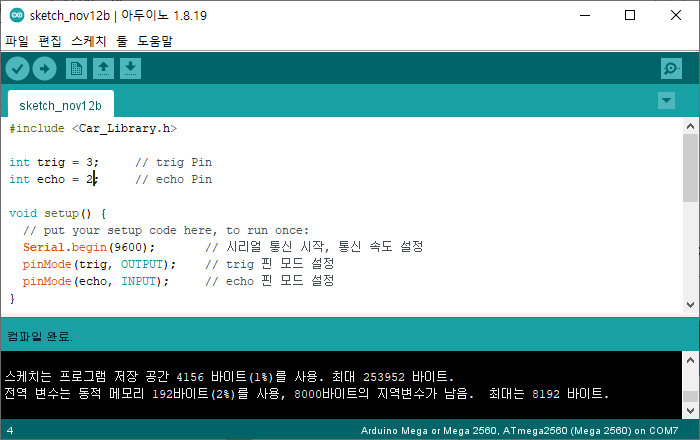 sketch_nov12b | 아두이노 1.8.19
파일 편집 스케치 툴 도움말
sketch_nov12b
#include <Car_Library.h>
int trig = 3;     // trig Pin
int echo = 2;     // echo Pin
void setup() {
  // put your setup code here, to run once:
  Serial.begin(9600);       // 시리얼 통신 시작, 통신 속도 설정
  pinMode(trig, OUTPUT);    // trig 핀 모드 설정
  pinMode(echo, INPUT);     // echo 핀 모드 설정
}
컴파일 완료.
스케치는 프로그램 저장 공간 4156 바이트(1%)를 사용. 최대 253952 바이트.
전역 변수는 동적 메모리 192바이트(2%)를 사용, 8000바이트의 지역변수가 남음.  최대는 8192 바이트.
4 Arduino Mega or Mega 2560, ATmega2560 (Mega 2560) on COM7